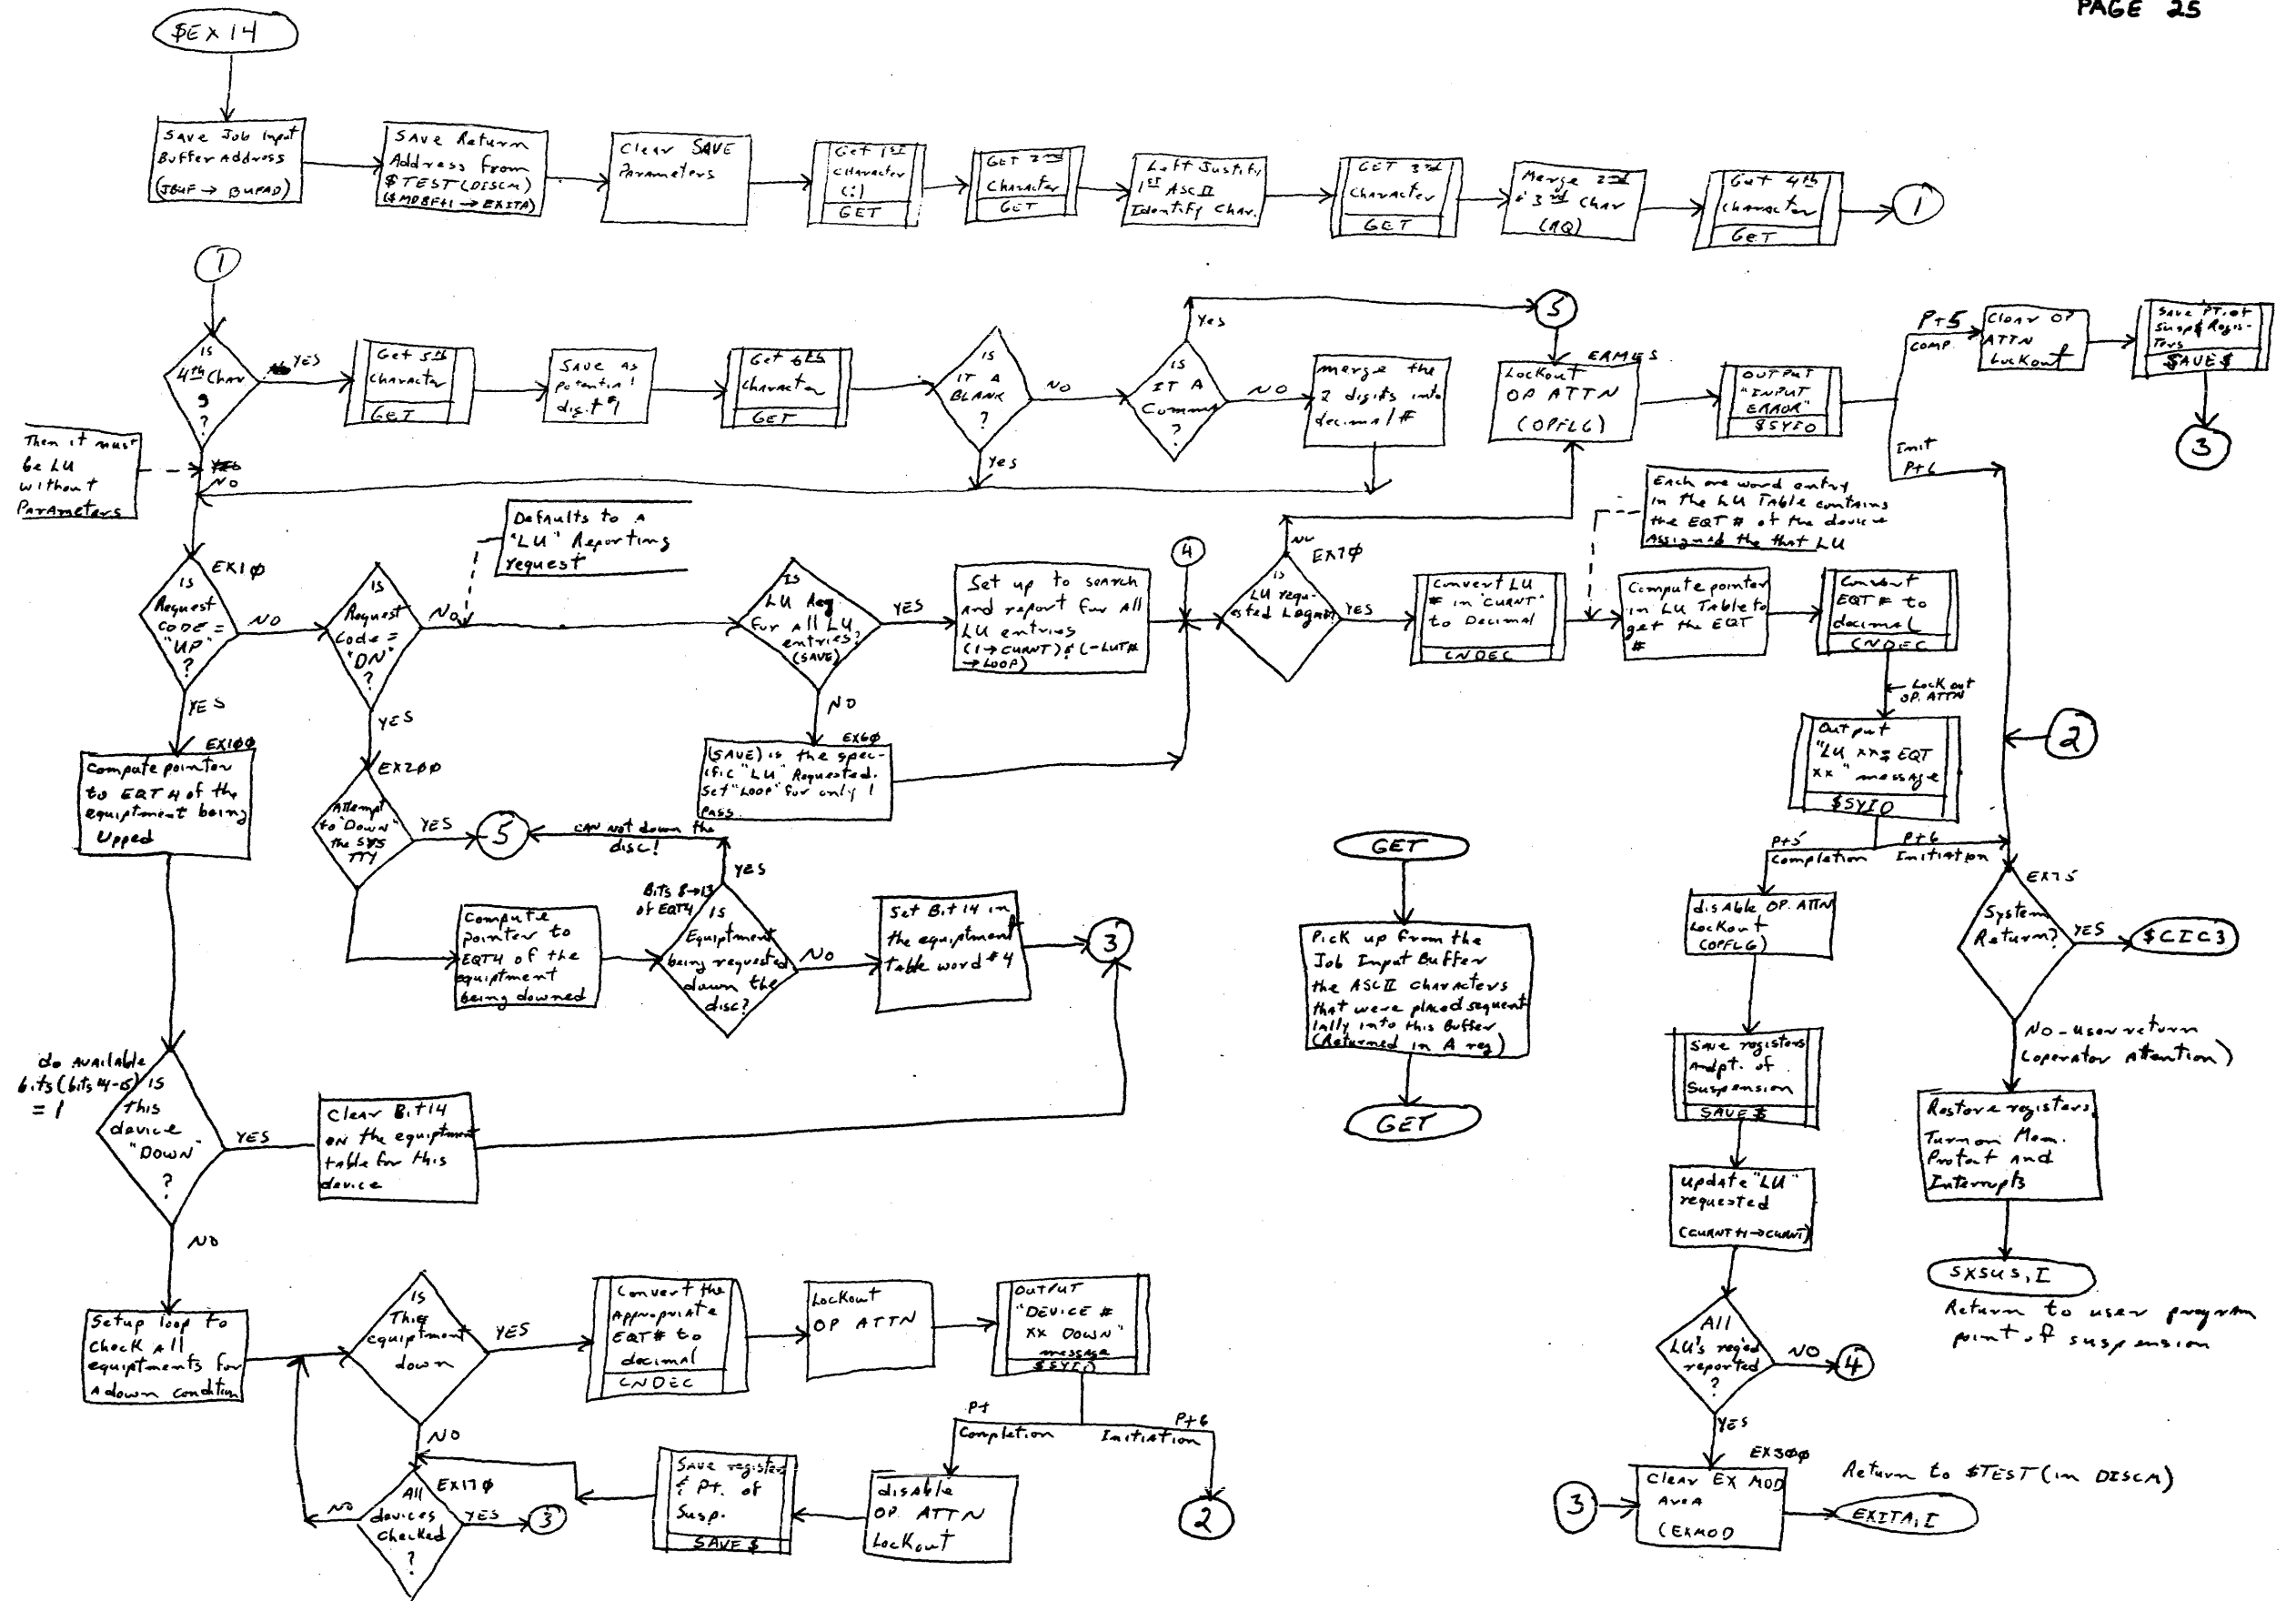 PAGE 25
$EX14
Save Job Input
Buffer Address
(JBUF → BUFAD)
SAVE Return
Address from
$TEST(DISCM)
($MDBF+1 → EXITA)
Clear SAVE
Parameters
Get 1st
Character
(:)
GET
GET 2nd
Character
GET
Left Justify
1st ASCII
Identify Char.
GET 3rd
Character
GET
Merge 2nd
& 3rd Char
(AQ)
Get 4th
Character
GET
1
1
IS
4th Char
,
?
YES
Get 5th
Character
GET
Save as
potential
digit #1
Get 6th
Character
GET
IS
IT A
BLANK
?
NO
Yes
IS
IT A
Comma
?
Yes
NO
merge the
2 digits into
decimal #
5
EAMES
Lockout
OP ATTN
(OPFLG)
OUTPUT
"INPUT
ERROR"
$SYIO
P+5
COMP.
Clear OP
ATTN
Lockout
Save PT. of
Susp & Regis-
ters
$AVE$
3
Init
P+6
Then it must
be LU
without
Parameters
YES
NO
Defaults to a
"LU" Reporting
request
Each one word entry
in the LU Table contains
the EQT # of the device
Assigned the that LU
EX10
IS
Request
CODE =
"UP"
?
NO
YES
IS
Request
Code =
"DN"
?
NO
YES
IS
LU Req
for all LU
entries?
(SAVE)
YES
NO
Set up to search
and report for all
LU entries
(1 → CURNT) & (-LUT#
→ LOOP)
4
NO
EX70
IS
LU requ-
ested Legal?
YES
Convert LU
# in "CURNT"
to Decimal
CNDEC
Compute pointer
in LU Table to
get the EQT
#
Convert
EQT # to
decimal
CNDEC
Lockout
OP. ATTN
Output
"LU xx = EQT
xx" message
$SYIO
2
EX100
Compute pointer
to EQT4 of the
equiptment being
Upped
EX200
Attempt
to "Down"
the SYS
TTY
YES
5
CAN not down the
disc!
EX60
(SAVE) is the spec-
ific "LU" Requested.
Set "LOOP" for only 1
pass.
P+5
Completion
P+6
Initiation
YES
Bits 8→13
of EQT4
Compute
pointer to
EQT4 of the
equiptment
being downed
IS
Equiptment
being requested
down the
disc?
NO
Set Bit 14 in
the equiptment
table word #4
3
GET
Pick up from the
Job Input Buffer
the ASCII characters
that were placed sequent
ially into this Buffer
(Returned in A reg)
GET
disable OP. ATTN
Lockout
(OPFLG)
EX75
System
Return?
YES
$CIC3
NO - user return
(operator Attention)
Save registers
and pt. of
Suspension
SAVE$
Restore registers
Turn on Mem.
Protect and
Interrupts
update "LU"
requested
(CURNT+1→CURNT)
SXSUS,I
Return to user program
point of suspension
do Available
bits (bits 14-15)
= 1
IS
this
device
"DOWN"
?
YES
Clear Bit 14
on the equiptment
table for this
device
NO
Setup loop to
Check all
equiptments for
a down condition
IS
This
equiptment
down
YES
Convert the
Appropriate
EQT # to
decimal
CNDEC
Lockout
OP ATTN
OUTPUT
"DEVICE #
XX DOWN"
message
$SYIO
All
LU's req'ed
reported
?
NO
4
YES
P+
Completion
P+6
Initiation
NO
EX170
All
devices
Checked
?
NO
YES
3
Save registers
& Pt. of
Susp.
SAVE$
disable
OP. ATTN
Lockout
2
EX300
3
Clear EX MOD
Area
(EXMOD
Return to $TEST (in DISCM)
EXITA,I